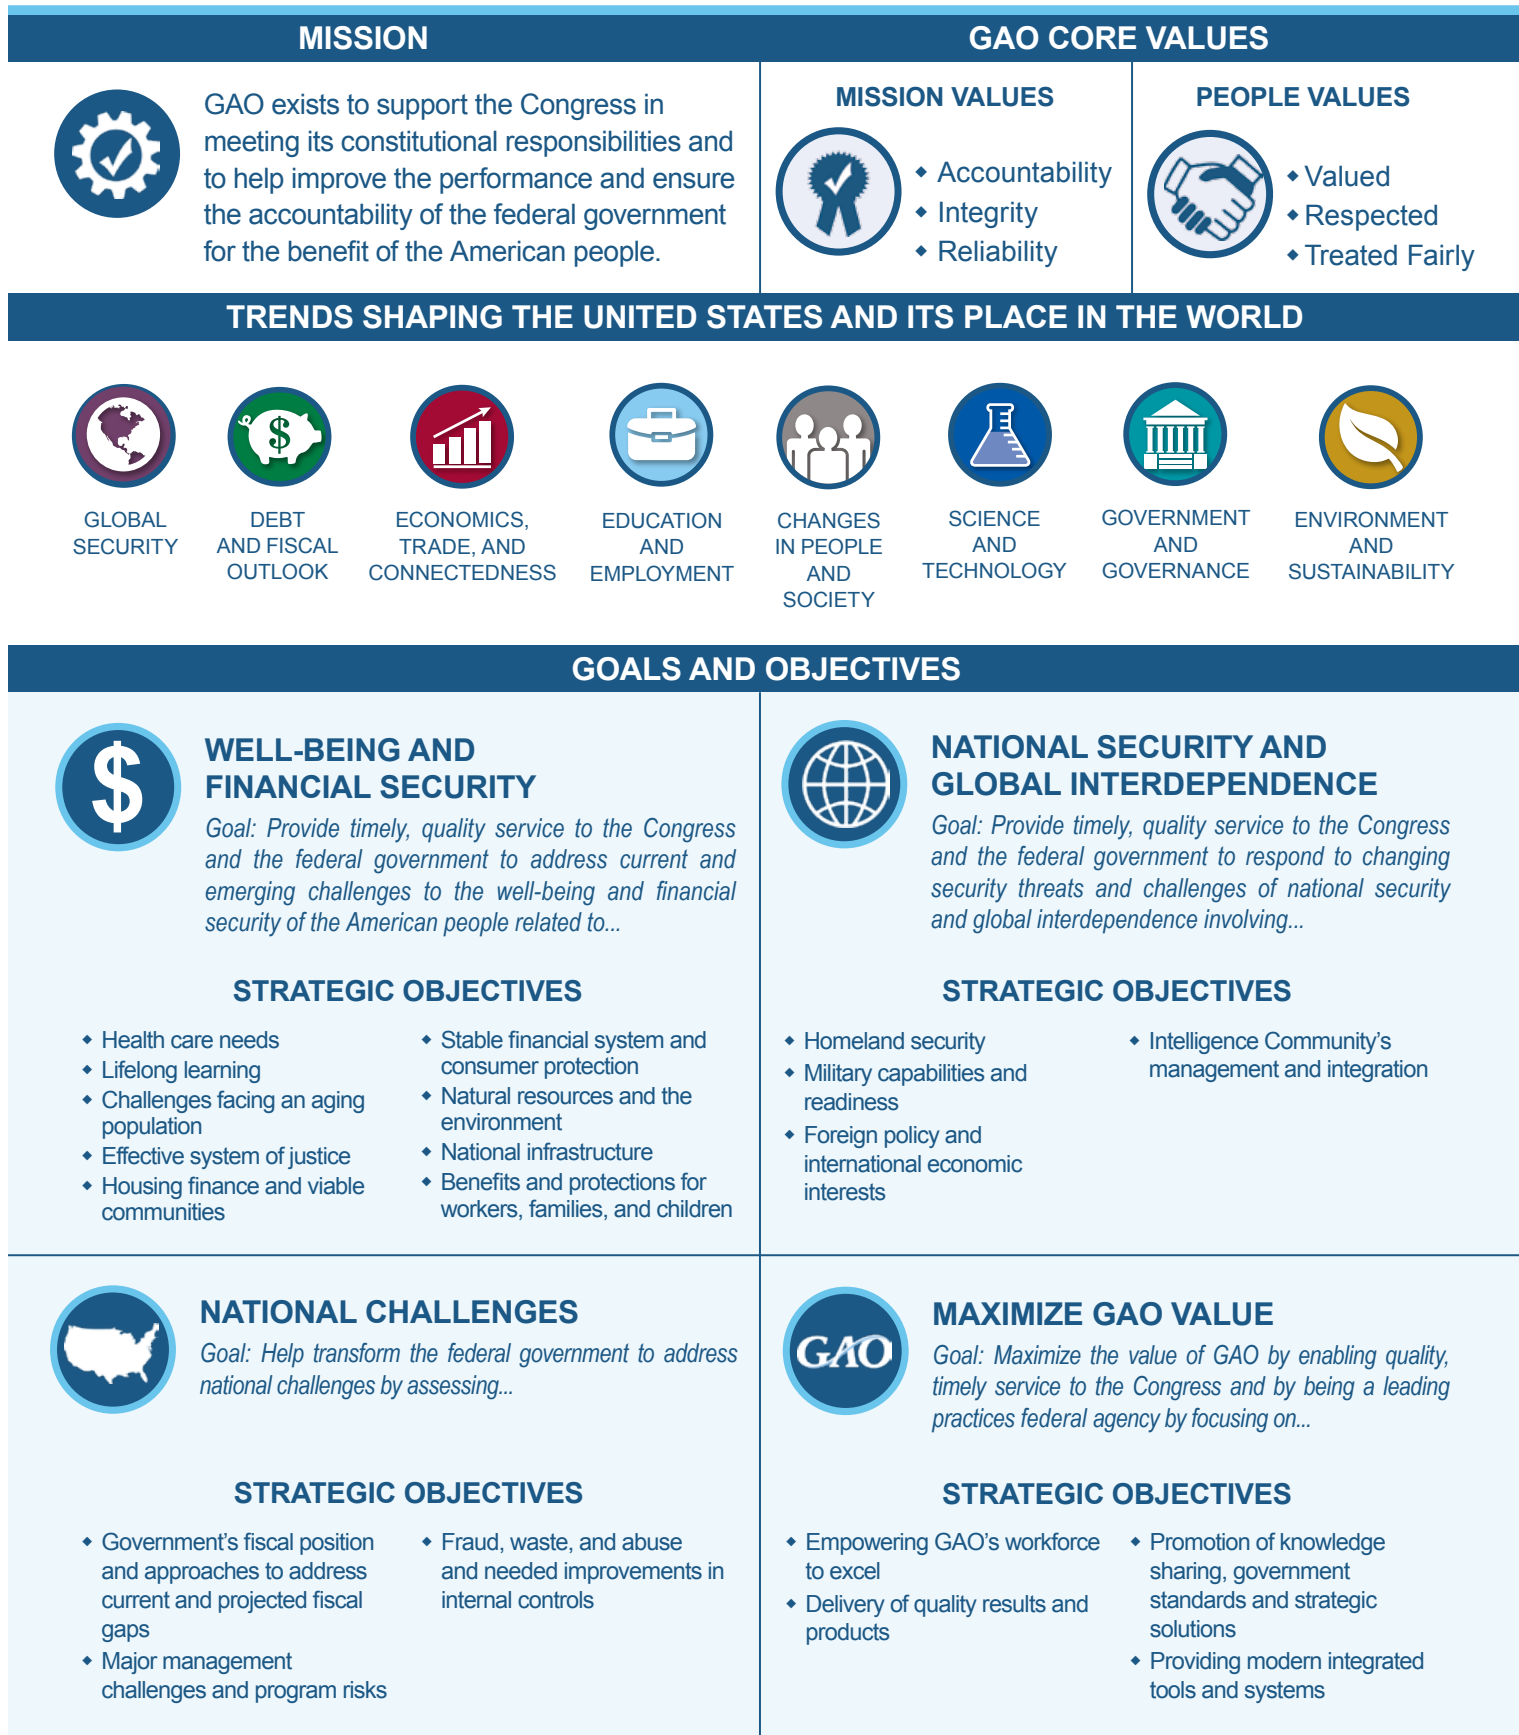 MISSION
GAO exists to support the Congress in
meeting its constitutional responsibilities and
to help improve the performance and ensure
the accountability of the federal government
for the benefit of the American people.
GAO CORE VALUES
MISSION VALUES
◆ Accountability
◆ Integrity
◆ Reliability
PEOPLE VALUES
◆ Valued
◆ Respected
◆ Treated Fairly
TRENDS SHAPING THE UNITED STATES AND ITS PLACE IN THE WORLD
GLOBAL
SECURITY
$
DEBT
AND FISCAL
OUTLOOK
ECONOMICS,
TRADE, AND
CONNECTEDNESS
EDUCATION
AND
EMPLOYMENT
CHANGES
IN PEOPLE
AND
SOCIETY
SCIENCE
AND
TECHNOLOGY
GOVERNMENT
AND
GOVERNANCE
ENVIRONMENT
AND
SUSTAINABILITY
GOALS AND OBJECTIVES
$
WELL-BEING AND
FINANCIAL SECURITY
Goal: Provide timely, quality service to the Congress
and the federal government to address current and
emerging challenges to the well-being and financial
security of the American people related to...
STRATEGIC OBJECTIVES
◆ Health care needs
◆ Lifelong learning
◆ Challenges facing an aging
population
◆ Effective system of justice
◆ Housing finance and viable
communities
◆ Stable financial system and
consumer protection
◆ Natural resources and the
environment
◆ National infrastructure
◆ Benefits and protections for
workers, families, and children
NATIONAL SECURITY AND
GLOBAL INTERDEPENDENCE
Goal: Provide timely, quality service to the Congress
and the federal government to respond to changing
security threats and challenges of national security
and global interdependence involving...
STRATEGIC OBJECTIVES
◆ Homeland security
◆ Military capabilities and
readiness
◆ Foreign policy and
international economic
interests
◆ Intelligence Community’s
management and integration
NATIONAL CHALLENGES
Goal: Help transform the federal government to address
national challenges by assessing...
STRATEGIC OBJECTIVES
◆ Government’s fiscal position
and approaches to address
current and projected fiscal
gaps
◆ Major management
challenges and program risks
◆ Fraud, waste, and abuse
and needed improvements in
internal controls
GAO
MAXIMIZE GAO VALUE
Goal: Maximize the value of GAO by enabling quality,
timely service to the Congress and by being a leading
practices federal agency by focusing on...
STRATEGIC OBJECTIVES
◆ Empowering GAO’s workforce
to excel
◆ Delivery of quality results and
products
◆ Promotion of knowledge
sharing, government
standards and strategic
solutions
◆ Providing modern integrated
tools and systems